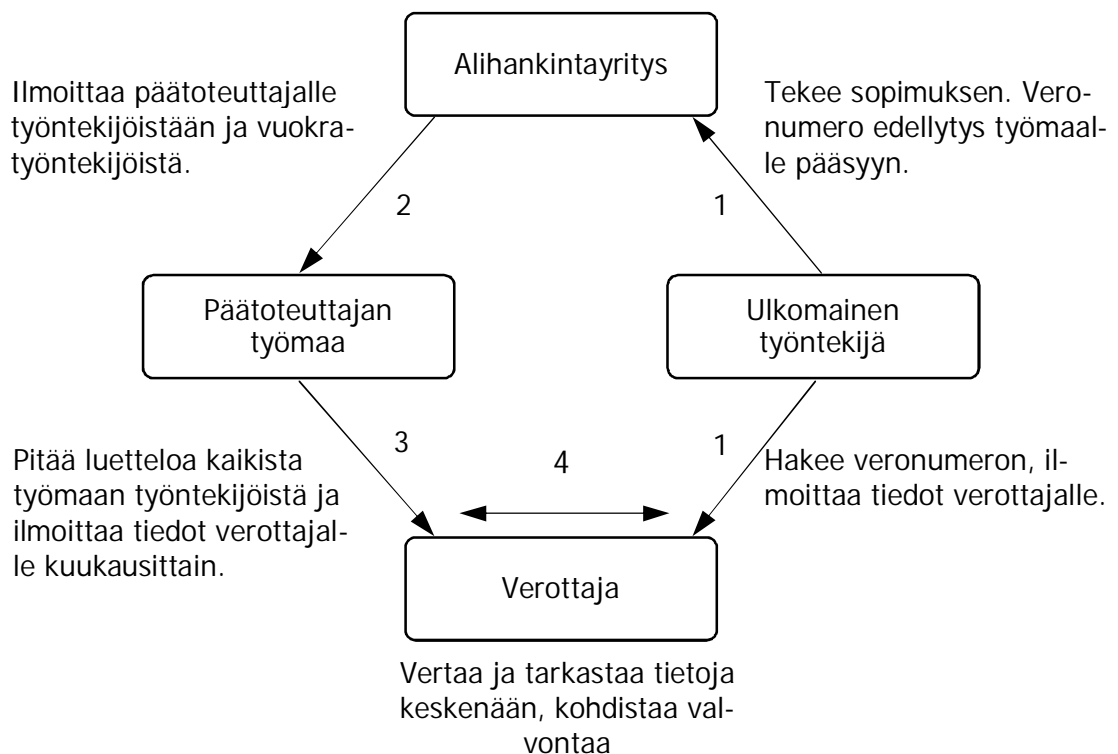 Alihankintayritys
Ilmoittaa päätoteuttajalle
työntekijöistään ja vuokra-
työntekijöistä.
Tekee sopimuksen. Vero-
numero edellytys työmaal-
le pääsyyn.
2
1
Päätoteuttajan
työmaa
Ulkomainen
työntekijä
3
4
1
Pitää luetteloa kaikista
työmaan työntekijöistä ja
ilmoittaa tiedot verottajal-
le kuukausittain.
Hakee veronumeron, il-
moittaa tiedot verottajalle.
Verottaja
Vertaa ja tarkastaa tietoja
keskenään, kohdistaa val-
vontaa